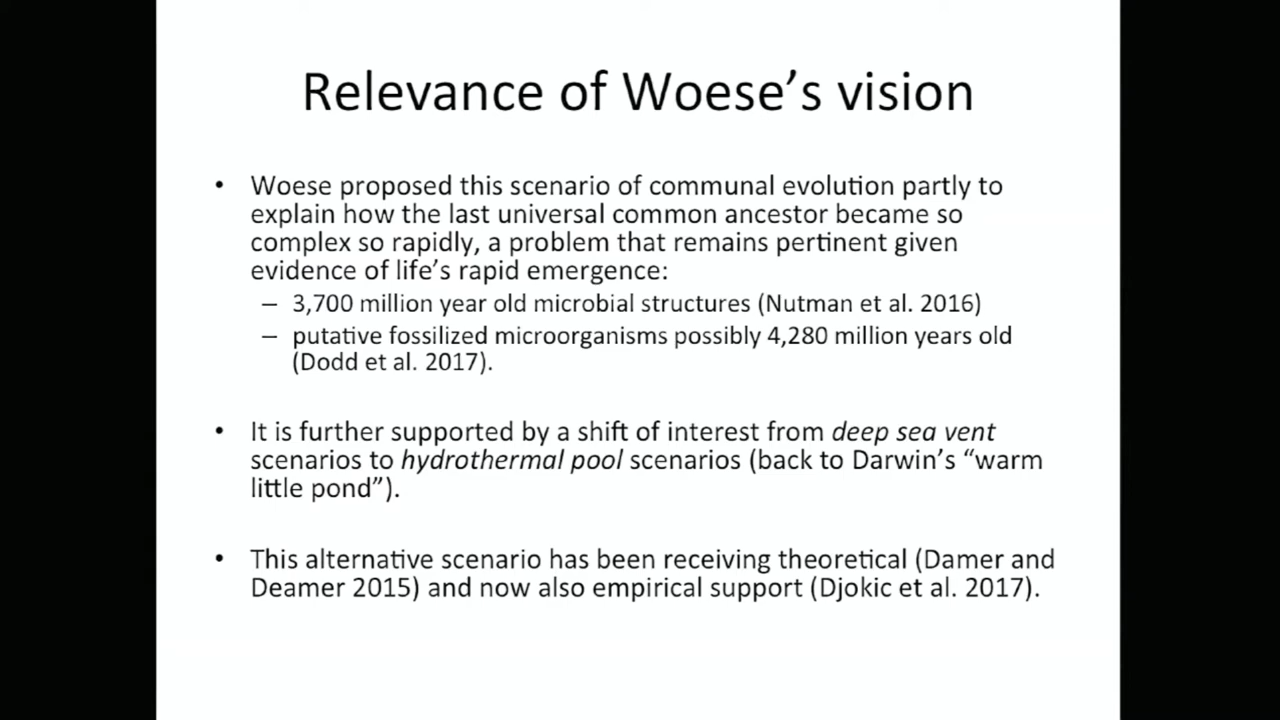 Relevance of Woese’s vision
• Woese proposed this scenario of communal evolution partly to
explain how the last universal common ancestor became so
complex so rapidly, a problem that remains pertinent given
evidence of life’s rapid emergence:
– 3,700 million year old microbial structures (Nutman et al. 2016)
– putative fossilized microorganisms possibly 4,280 million years old
(Dodd et al. 2017).
• It is further supported by a shift of interest from deep sea vent
scenarios to hydrothermal pool scenarios (back to Darwin’s “warm
little pond”).
• This alternative scenario has been receiving theoretical (Damer and
Deamer 2015) and now also empirical support (Djokic et al. 2017).